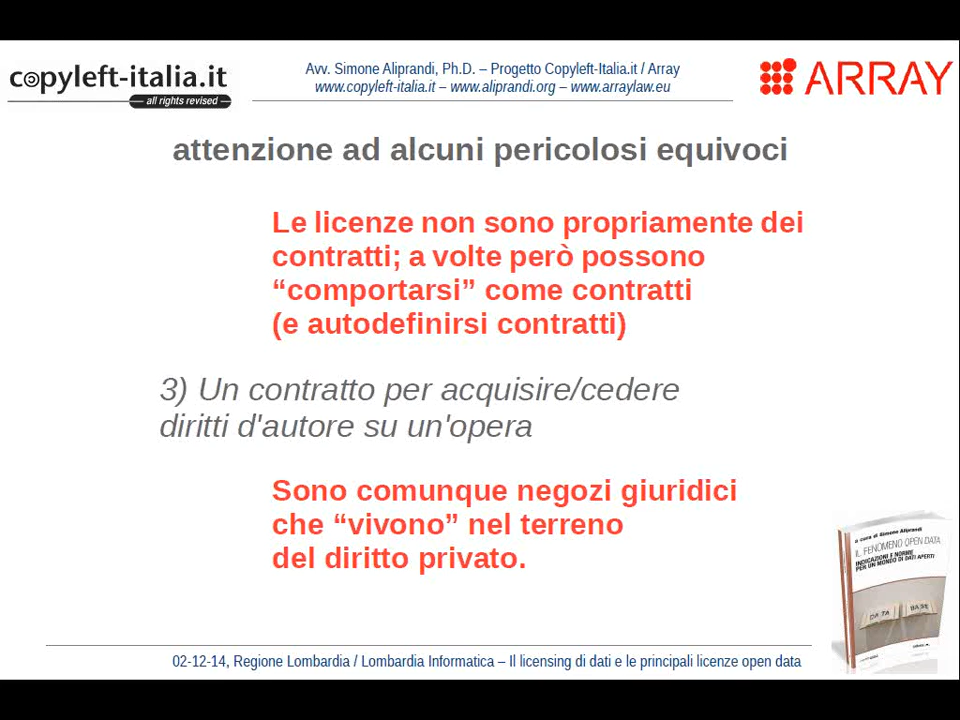 copyleft-italia.it
all rights revised
Avv. Simone Aliprandi, Ph.D. – Progetto Copyleft-Italia.it / Array
www.copyleft-italia.it – www.aliprandi.org – www.arraylaw.eu
ARRAY
attenzione ad alcuni pericolosi equivoci
Le licenze non sono propriamente dei
contratti; a volte però possono
“comportarsi” come contratti
(e autodefinirsi contratti)
3) Un contratto per acquisire/cedere
diritti d'autore su un'opera
Sono comunque negozi giuridici
che “vivono” nel terreno
del diritto privato.
a cura di Simone Aliprandi
IL FENOMENO OPEN DATA
INDICAZIONI E NORME
PER UN MONDO DI DATI APERTI
DATA BASE
02-12-14, Regione Lombardia / Lombardia Informatica – Il licensing di dati e le principali licenze open data